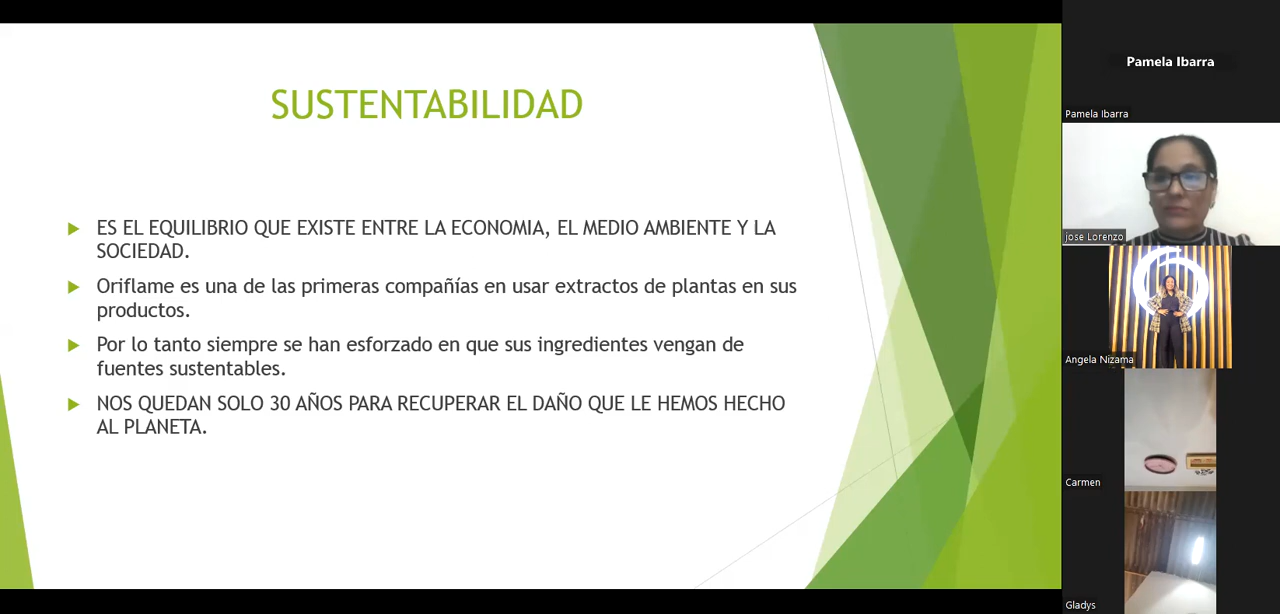 SUSTENTABILIDAD
ES EL EQUILIBRIO QUE EXISTE ENTRE LA ECONOMIA, EL MEDIO AMBIENTE Y LA
SOCIEDAD.
Oriflame es una de las primeras compañías en usar extractos de plantas en sus
productos.
Por lo tanto siempre se han esforzado en que sus ingredientes vengan de
fuentes sustentables.
NOS QUEDAN SOLO 30 AÑOS PARA RECUPERAR EL DAÑO QUE LE HEMOS HECHO
AL PLANETA.
Pamela Ibarra
Pamela Ibarra
jose Lorenzo
Angela Nizama
Carmen
Gladys